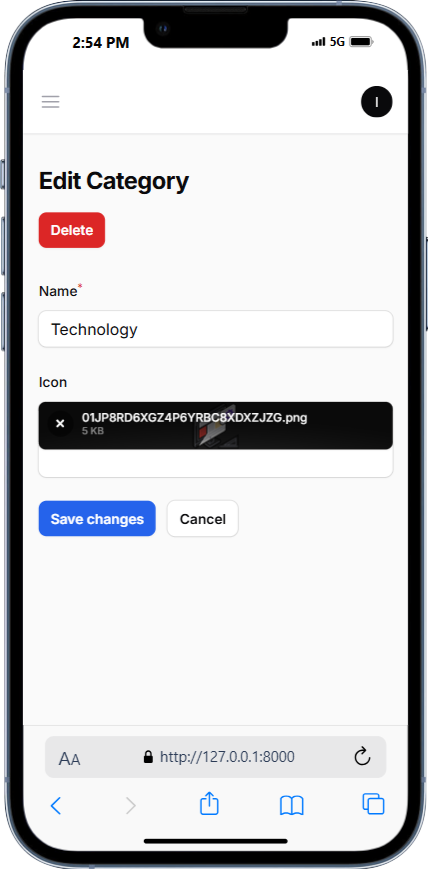 2:54 PM
5G
I
Edit Category
Delete
Name*
Technology
Icon
01JP8RD6XGZ4P6YRBC8XDXZJZG.png
5 KB
Save changes
Cancel
AA
http://127.0.0.1:8000